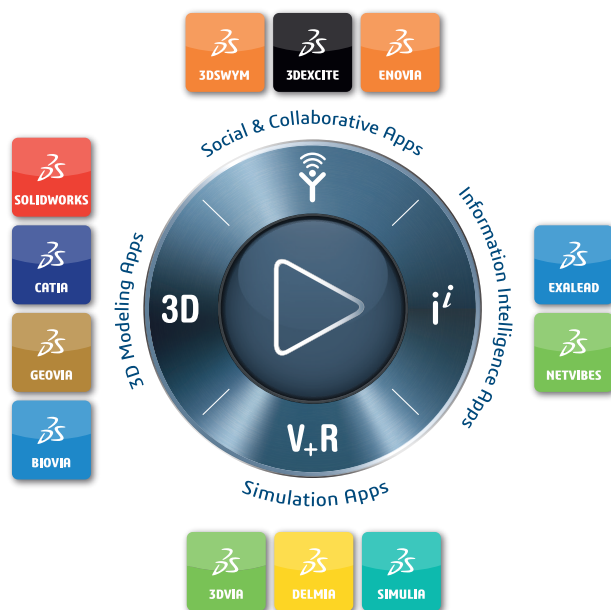 3DSWYM
3DEXCITE
ENOVIA
Social & Collaborative Apps
SOLIDWORKS
CATIA
GEOVIA
BIOVIA
3D Modeling Apps
3D
i i
Information Intelligence Apps
EXALEAD
NETVIBES
V+R
Simulation Apps
3DVIA
DELMIA
SIMULIA